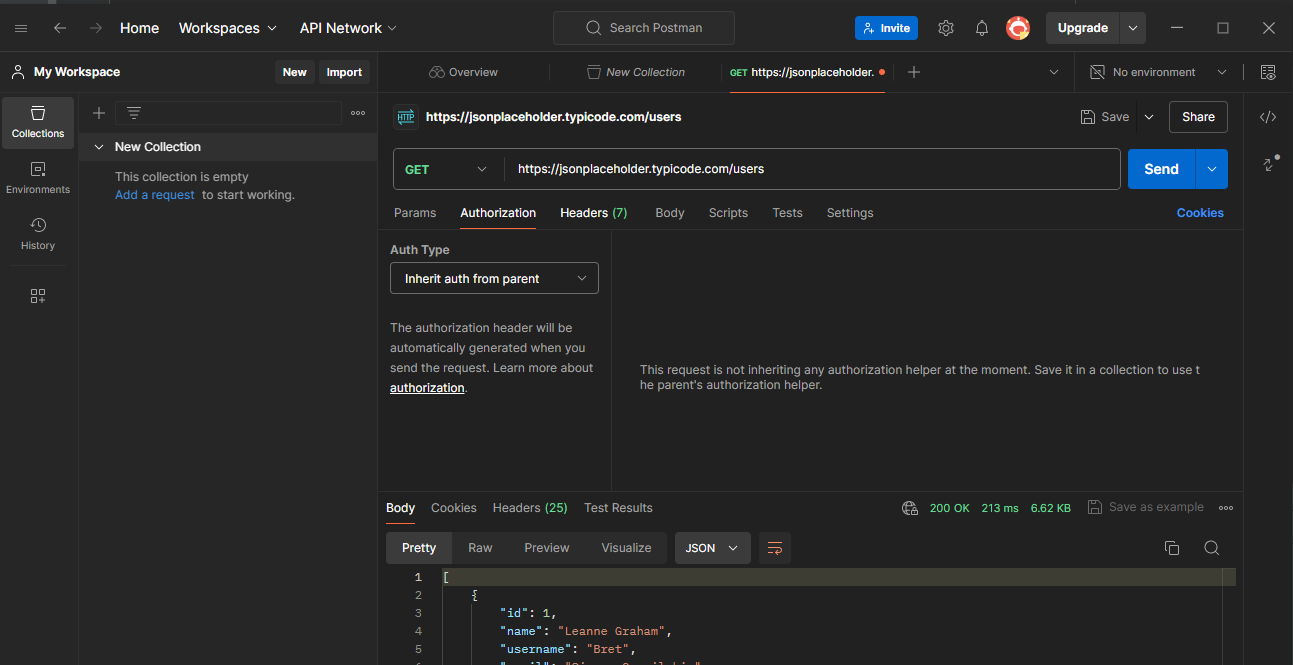 Home Workspaces API Network Search Postman Invite Upgrade
My Workspace New Import Overview New Collection GET https://jsonplaceholder. No environment
Collections
Environments
History
New Collection
This collection is empty
Add a request to start working.
HTTP https://jsonplaceholder.typicode.com/users Save Share
GET https://jsonplaceholder.typicode.com/users Send
Params Authorization Headers (7) Body Scripts Tests Settings Cookies
Auth Type
Inherit auth from parent
The authorization header will be
automatically generated when you
send the request. Learn more about
authorization.
This request is not inheriting any authorization helper at the moment. Save it in a collection to use t
he parent's authorization helper.
Body Cookies Headers (25) Test Results 200 OK 213 ms 6.62 KB Save as example
Pretty Raw Preview Visualize JSON
1 [
2 {
3 "id": 1,
4 "name": "Leanne Graham",
5 "username": "Bret",